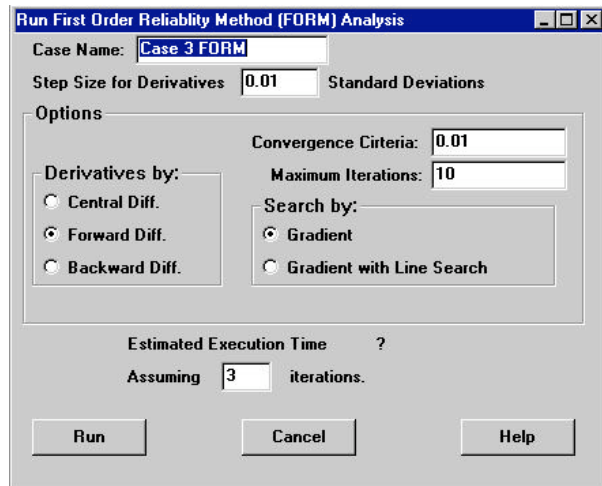 Run First Order Reliablity Method (FORM) Analysis
Case Name: Case 3 FORM
Step Size for Derivatives 0.01 Standard Deviations
Options
Convergence Cirteria: 0.01
Maximum Iterations: 10
Derivatives by:
Central Diff.
Forward Diff.
Backward Diff.
Search by:
Gradient
Gradient with Line Search
Estimated Execution Time ?
Assuming 3 iterations.
Run Cancel Help